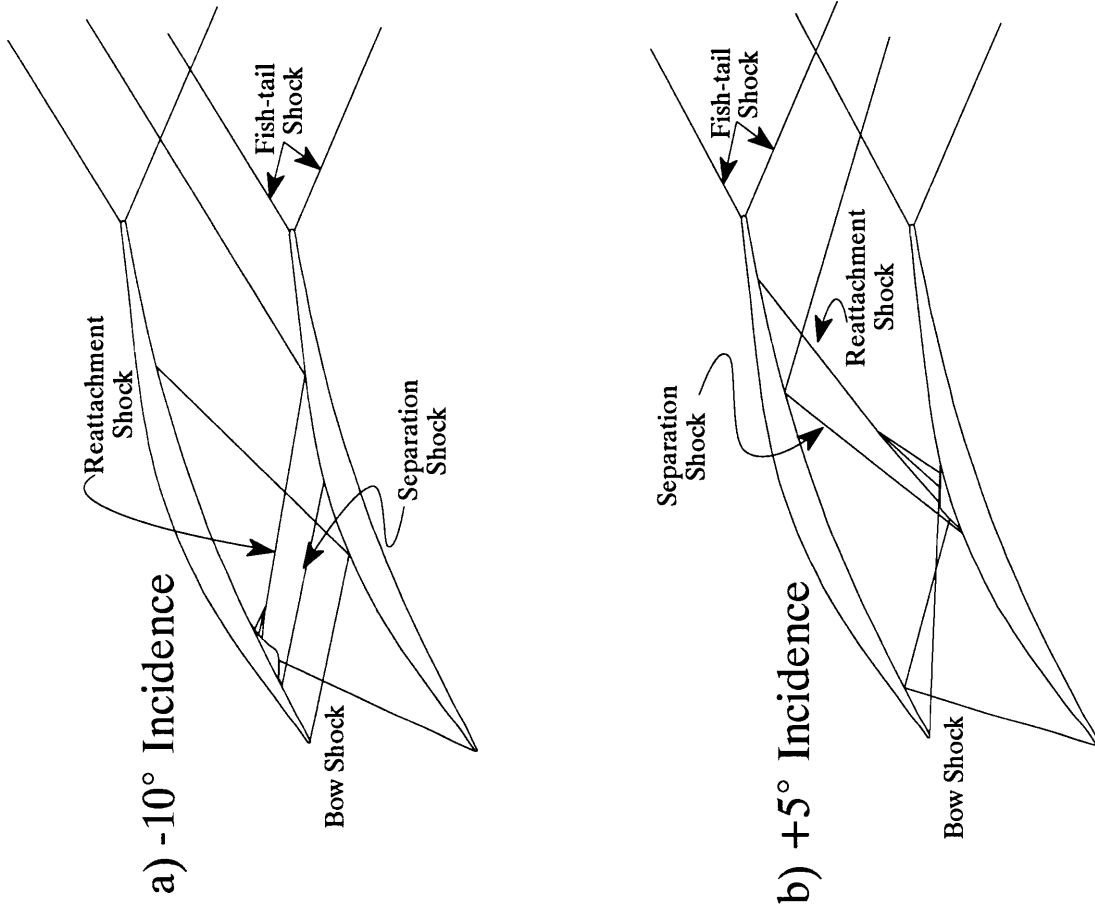 a) -10° Incidence
Bow Shock
Reattachment
Shock
Separation
Shock
Fish-tail
Shock
b) +5° Incidence
Bow Shock
Separation
Shock
Reattachment
Shock
Fish-tail
Shock